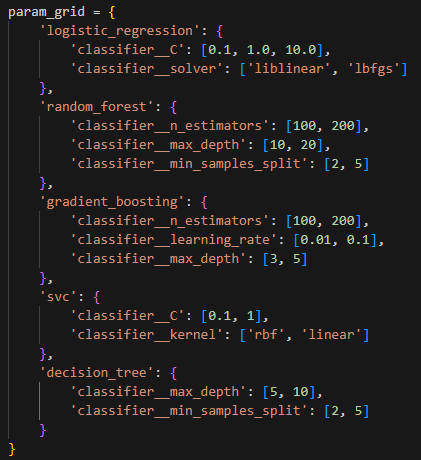 param_grid = {
    'logistic_regression': {
        'classifier__C': [0.1, 1.0, 10.0],
        'classifier__solver': ['liblinear', 'lbfgs']
    },
    'random_forest': {
        'classifier__n_estimators': [100, 200],
        'classifier__max_depth': [10, 20],
        'classifier__min_samples_split': [2, 5]
    },
    'gradient_boosting': {
        'classifier__n_estimators': [100, 200],
        'classifier__learning_rate': [0.01, 0.1],
        'classifier__max_depth': [3, 5]
    },
    'svc': {
        'classifier__C': [0.1, 1],
        'classifier__kernel': ['rbf', 'linear']
    },
    'decision_tree': {
        'classifier__max_depth': [5, 10],
        'classifier__min_samples_split': [2, 5]
    }
}